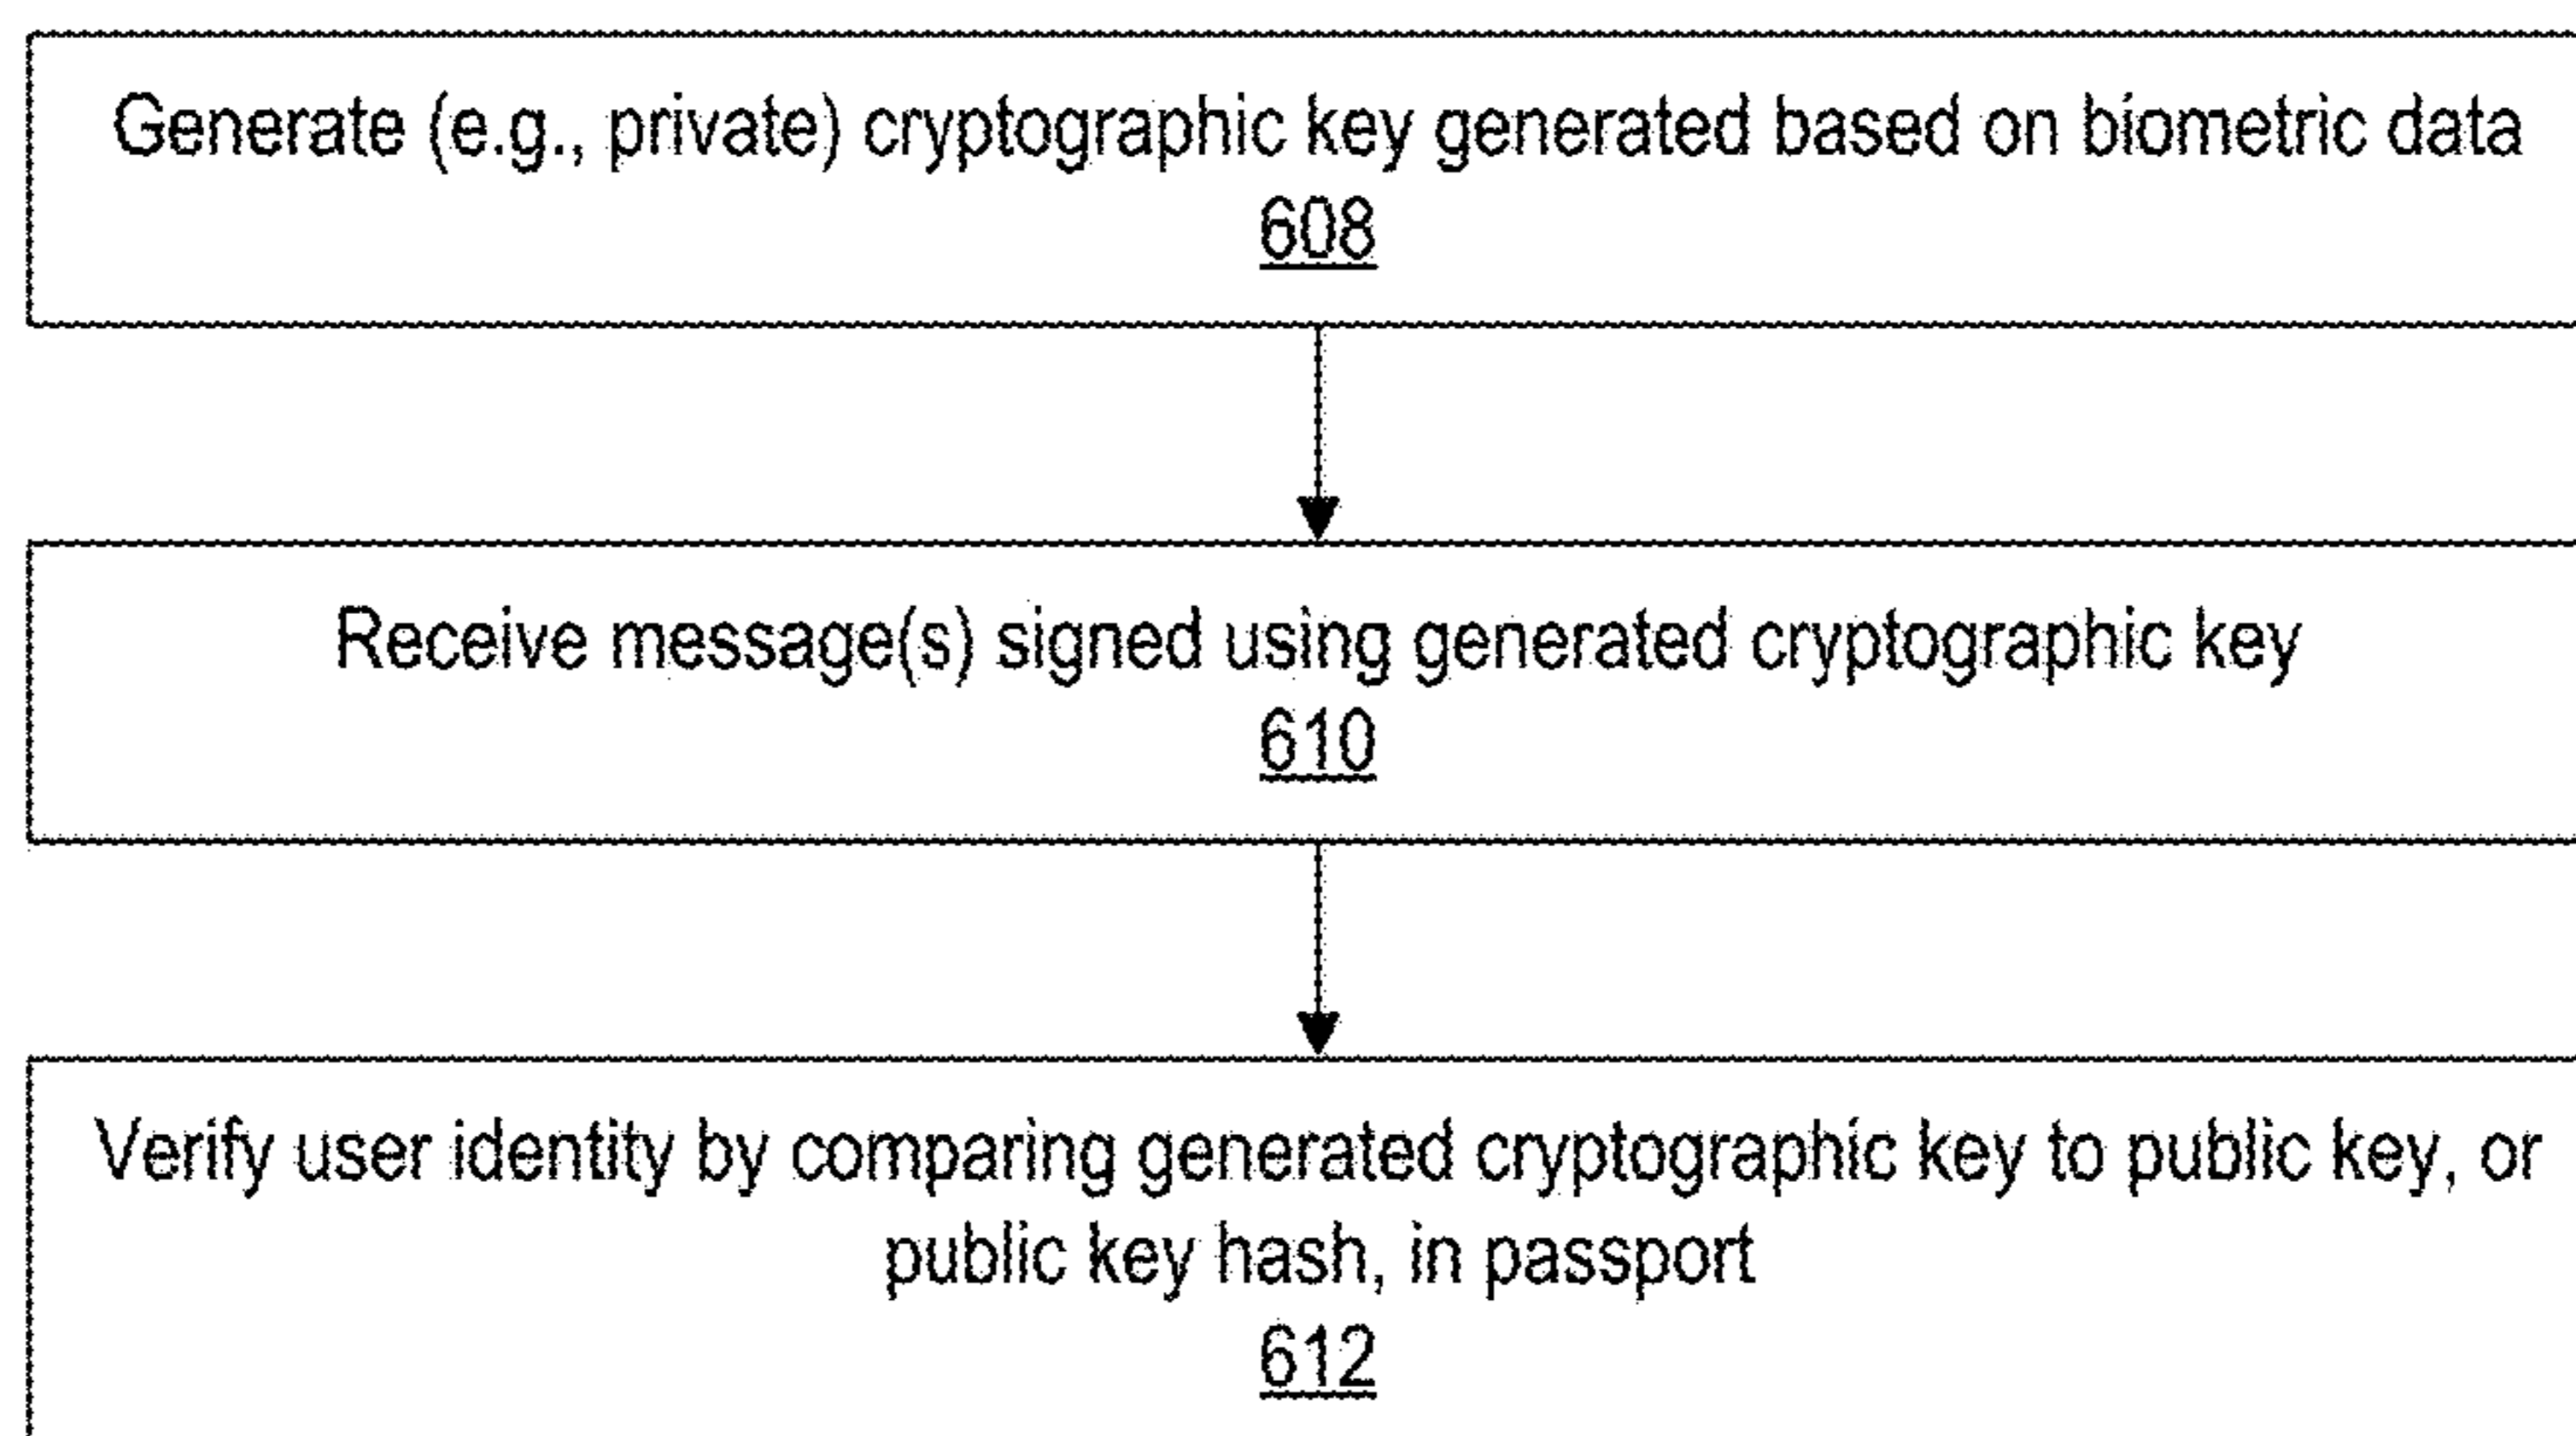 Generate (e.g., private) cryptographic key generated based on biometric data
608
Receive message(s) signed using generated cryptographic key
610
Verify user identity by comparing generated cryptographic key to public key, or
public key hash, in passport
612